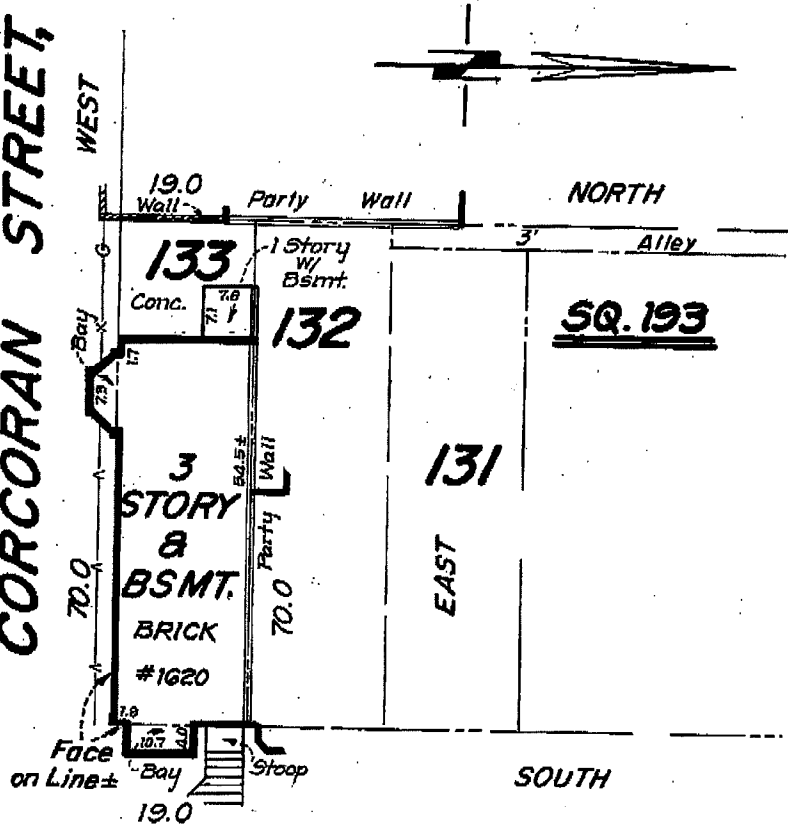 CORCORAN STREET,
WEST
NORTH
19.0
Wall
Party Wall
3'
Alley
133
1 Story
W/
Bsmt.
Conc.
7.8
7.1
132
SQ. 193
Bay
1.7
7.3
54.5±
Party Wall
131
3
STORY
&
BSMT.
BRICK
#1620
70.0
70.0
EAST
1.9
Face
on Line±
10.7
4.0
Bay
Stoop
19.0
SOUTH